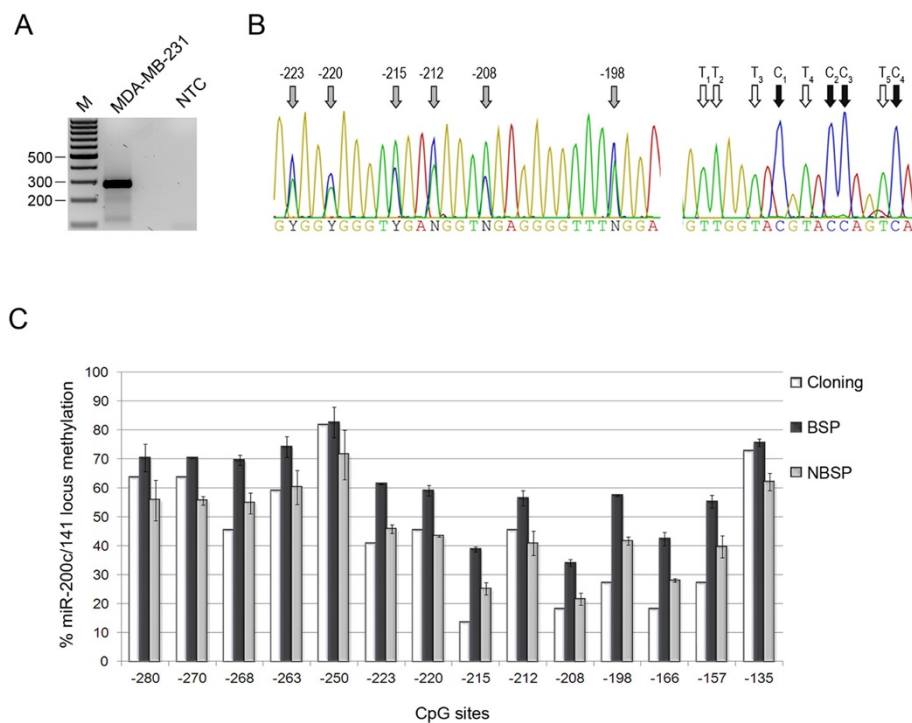 A
M
MDA-MB-231
NTC
500
300
200
B
-223 -220 -215 -212 -208 -198
T1 T2 T3 C1 T4 C2 C3 T5 C4
GYGGYGGGTYGANGGTNGAGGGGTTTNGGA
GTTGGTACGTACCAGTCA
C
% miR-200c/141 locus methylation
100
90
80
70
60
50
40
30
20
10
0
-280 -270 -268 -263 -250 -223 -220 -215 -212 -208 -198 -166 -157 -135
CpG sites
Cloning
BSP
NBSP